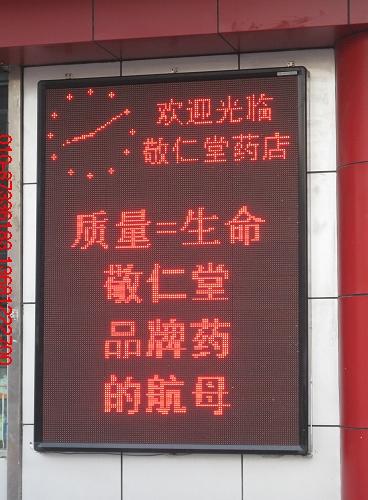 欢迎光临
敬仁堂药店
质量=生命
敬仁堂
品牌药
的航母